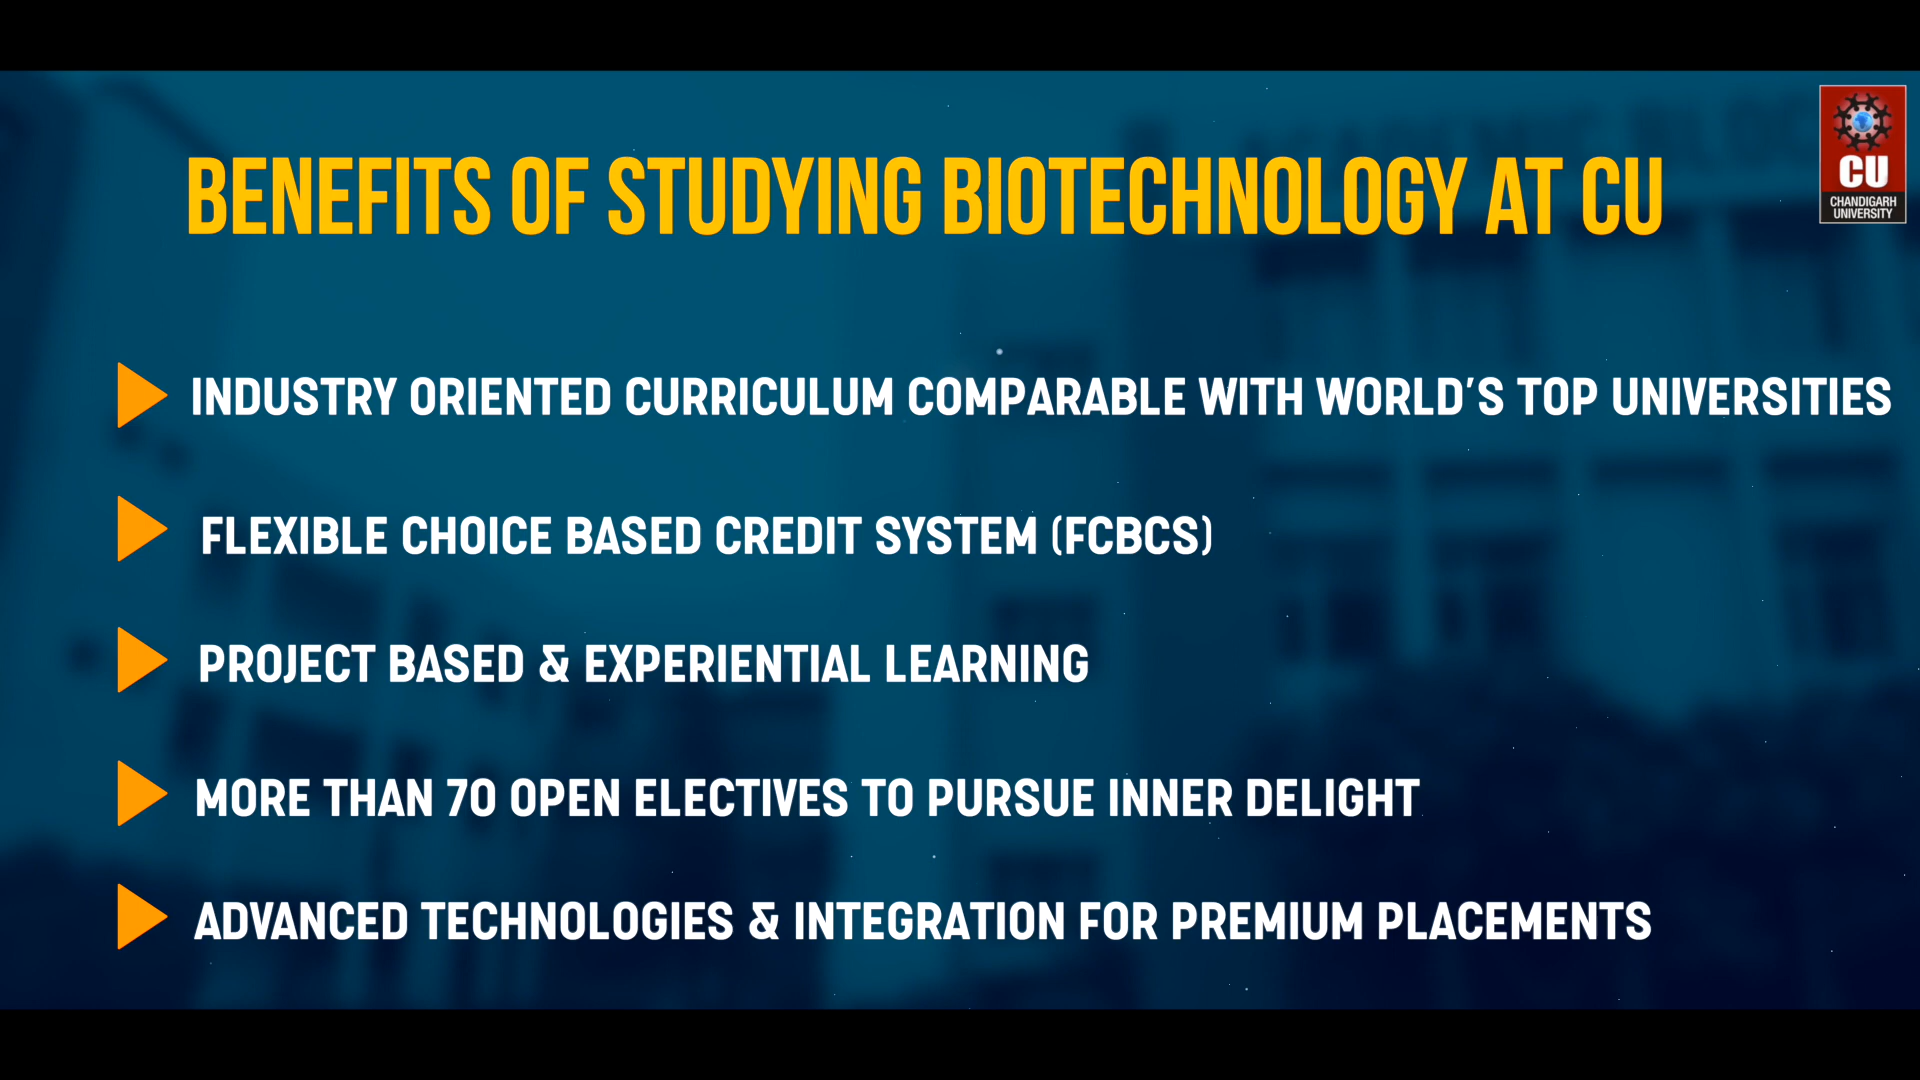 BENEFITS OF STUDYING BIOTECHNOLOGY AT CU
CU
CHANDIGARH
UNIVERSITY
INDUSTRY ORIENTED CURRICULUM COMPARABLE WITH WORLD'S TOP UNIVERSITIES
FLEXIBLE CHOICE BASED CREDIT SYSTEM (FCBCS)
PROJECT BASED & EXPERIENTIAL LEARNING
MORE THAN 70 OPEN ELECTIVES TO PURSUE INNER DELIGHT
ADVANCED TECHNOLOGIES & INTEGRATION FOR PREMIUM PLACEMENTS